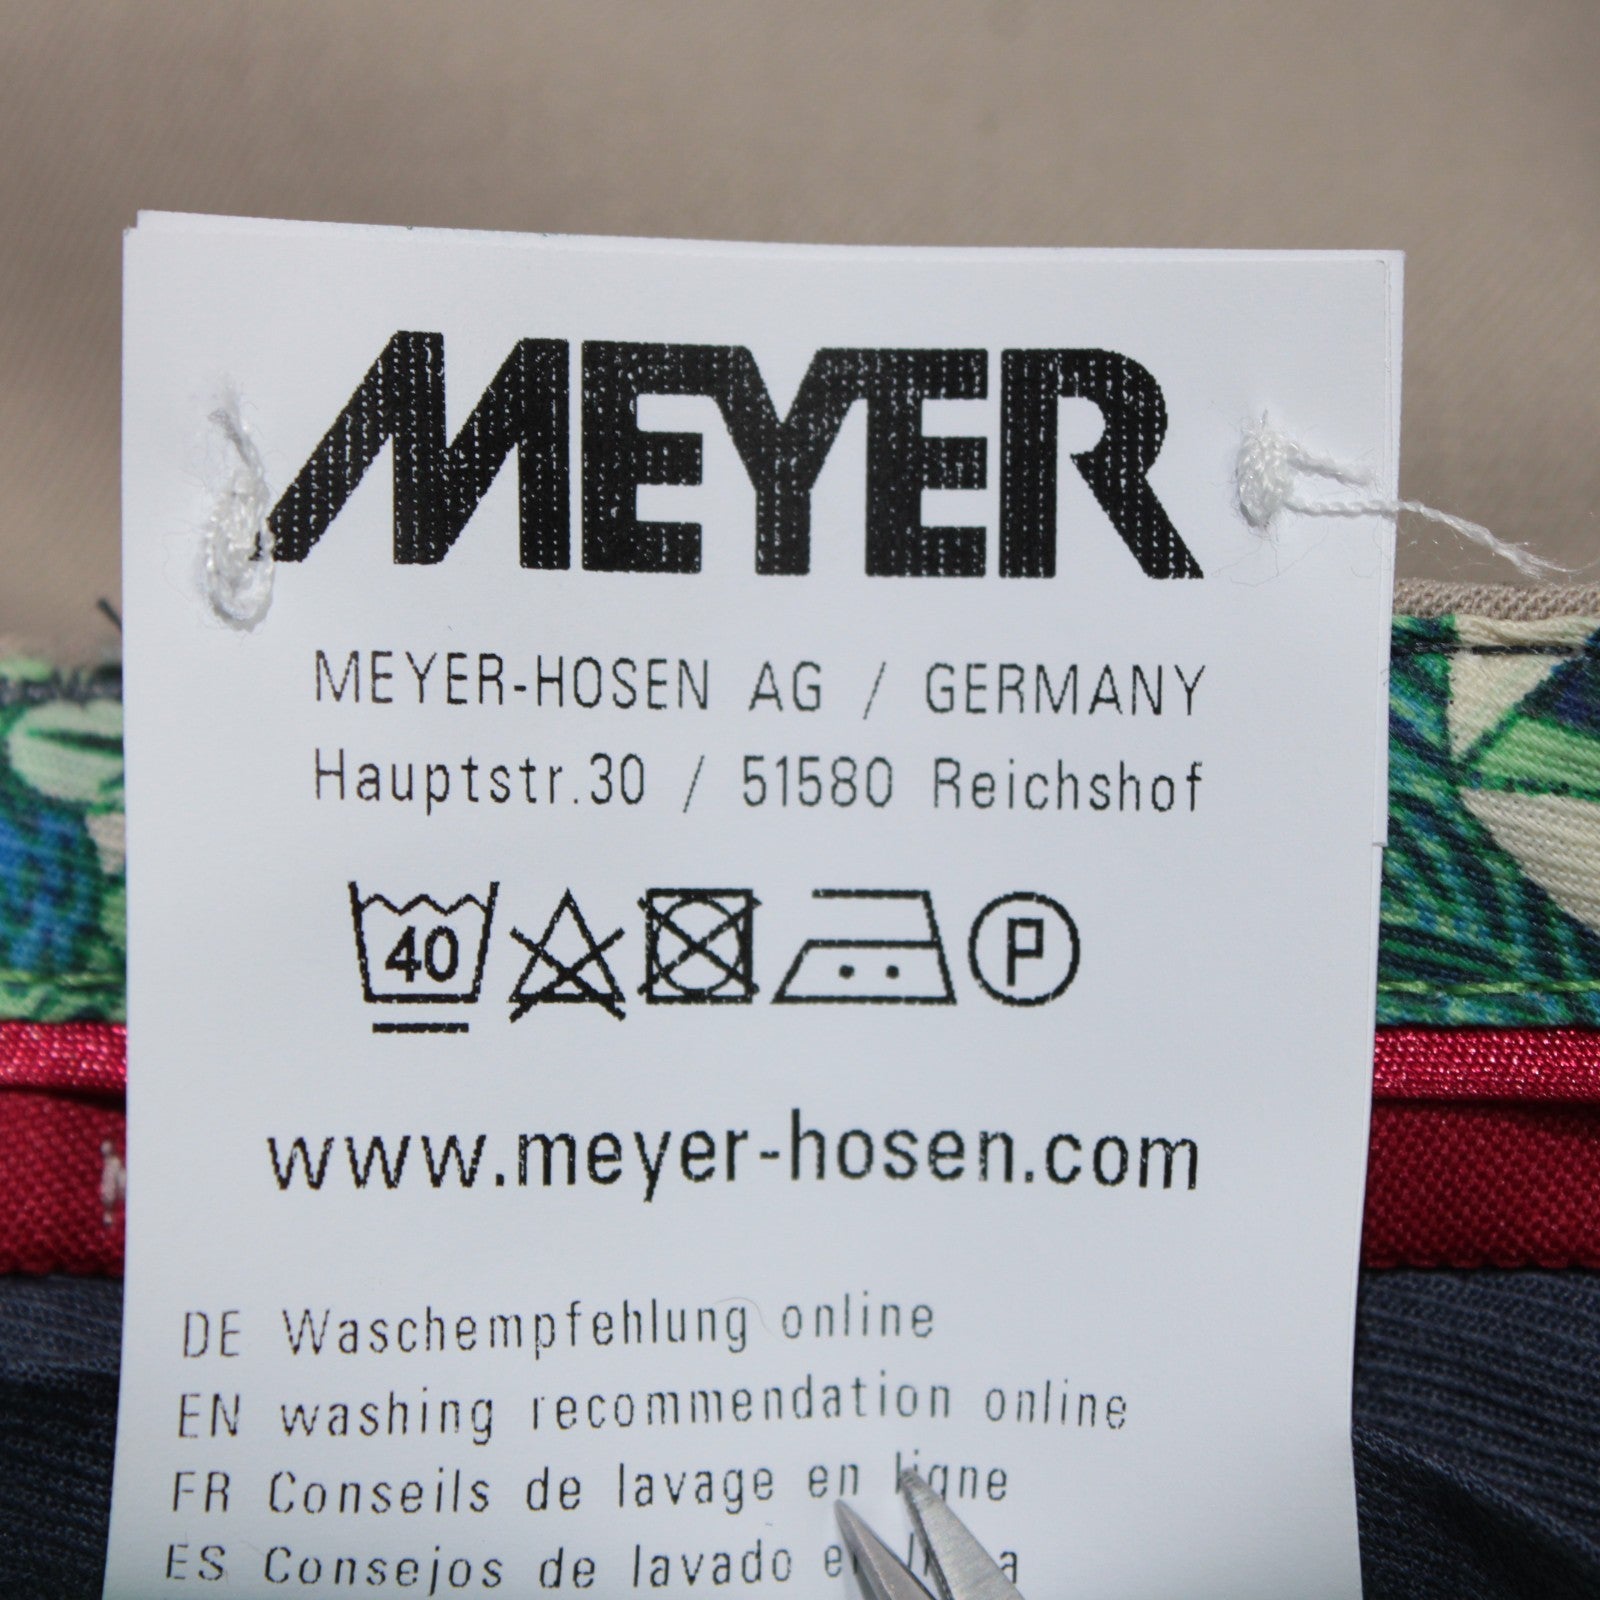 MEYER
MEYER-HOSEN AG / GERMANY
Hauptstr.30 / 51580 Reichshof
40 P
www.meyer-hosen.com
DE Waschempfehlung online
EN washing recommendation online
FR Conseils de lavage en ligne
ES Consejos de lavado